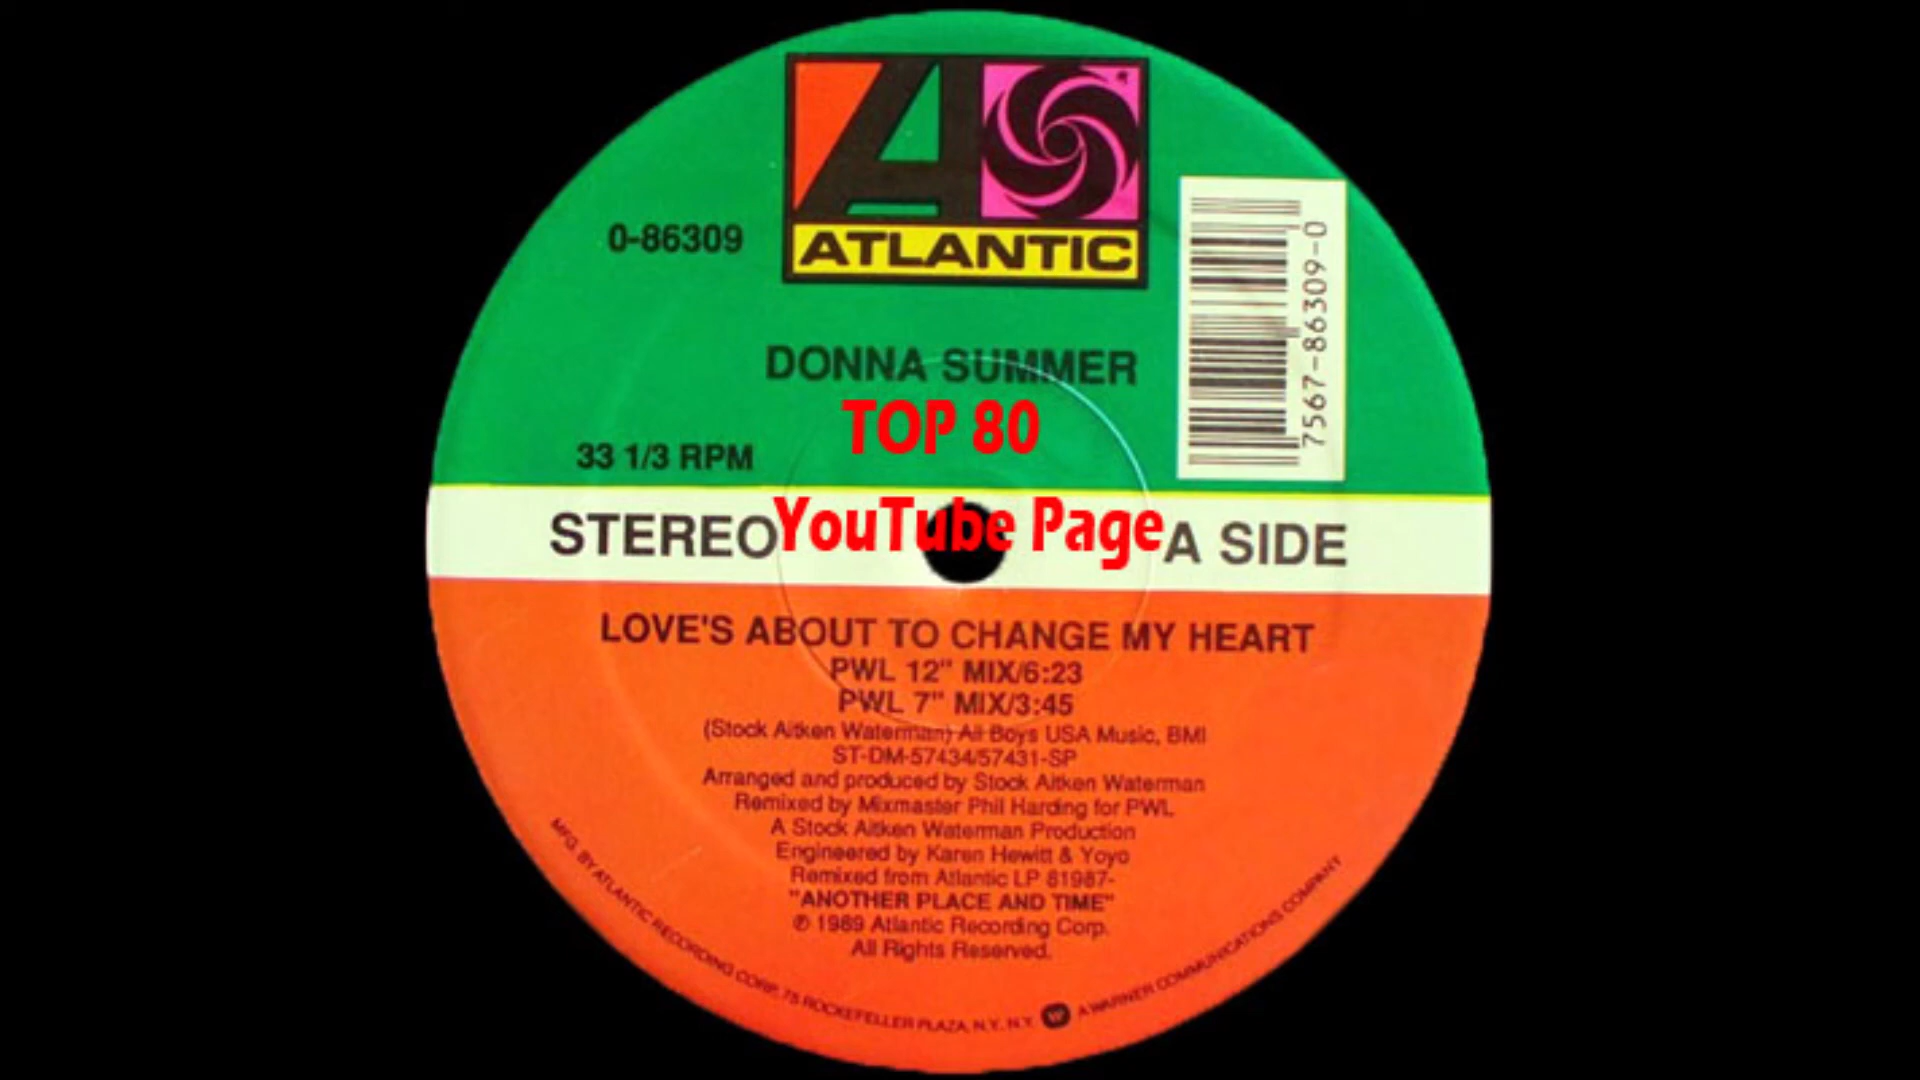 ATLANTIC
0-86309
7567-86309-0
DONNA SUMMER
TOP 80
33 1/3 RPM
YouTube Page
STEREO
A SIDE
LOVE'S ABOUT TO CHANGE MY HEART
PWL 12" MIX/6:23
PWL 7" MIX/3:45
(Stock Aitken Waterman) All Boys USA Music, BMI
ST-DM-57434/57431-SP
Arranged and produced by Stock Aitken Waterman
Remixed by Mixmaster Phil Harding for PWL
A Stock Aitken Waterman Production
Engineered by Karen Hewitt & Yoyo
Remixed from Atlantic LP 81987-
"ANOTHER PLACE AND TIME"
℗ 1989 Atlantic Recording Corp.
All Rights Reserved.
MFG. BY ATLANTIC RECORDING CORP., 75 ROCKEFELLER PLAZA, N.Y. N.Y. W A WARNER COMMUNICATIONS COMPANY